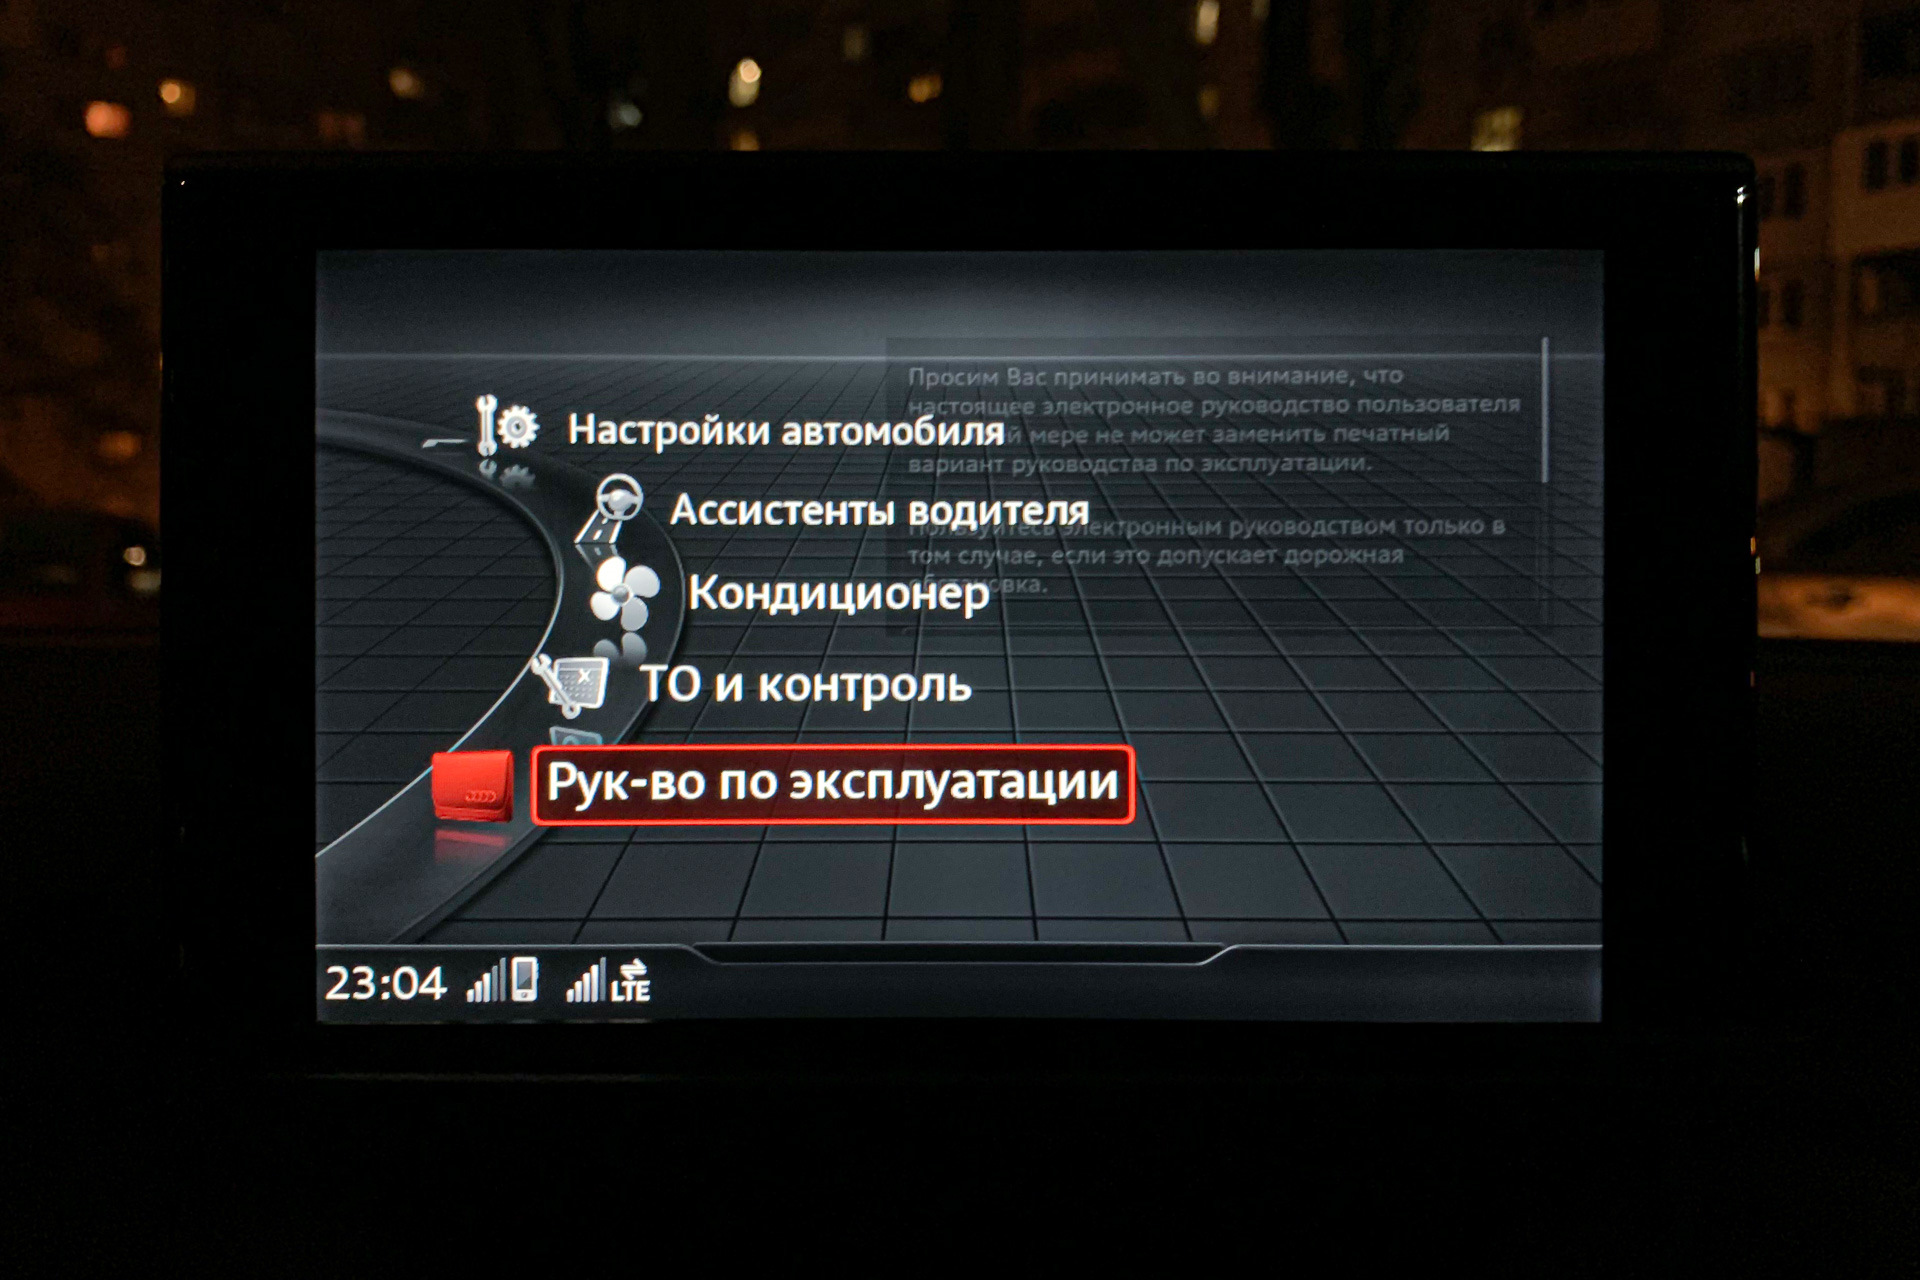 Настройки автомобиля
Ассистенты водителя
Кондиционер
ТО и контроль
Рук-во по эксплуатации
Просим Вас принимать во внимание, что
настоящее электронное руководство пользователя
мере не может заменить печатный
вариант руководства по эксплуатации.
Пользуйтесь электронным руководством только в
том случае, если это допускает дорожная
обстановка.
23:04
LTE